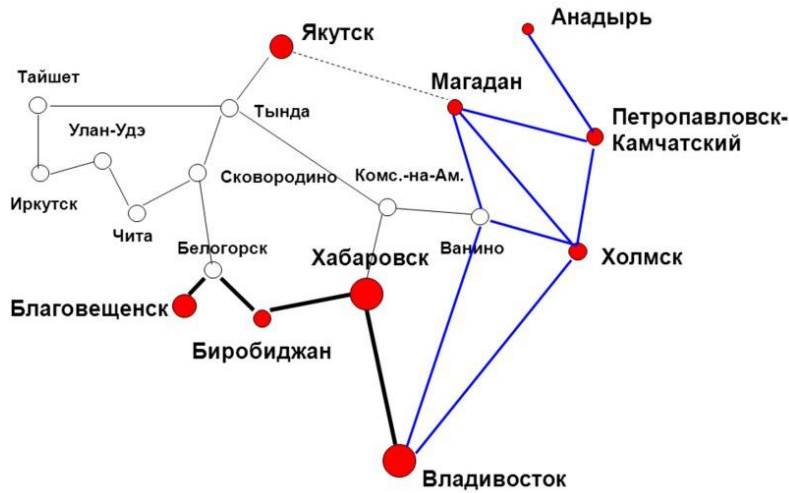 Анадырь
Якутск
Тайшет
Магадан
Тында
Петропавловск-
Камчатский
Улан-Удэ
Сковородино
Комс.-на-Ам.
Иркутск
Чита
Белогорск
Ванино
Хабаровск
Холмск
Благовещенск
Биробиджан
Владивосток